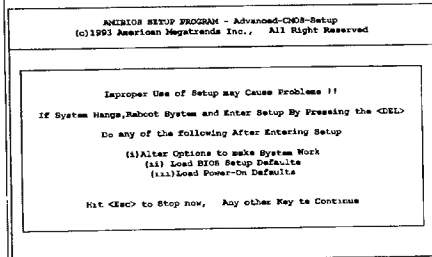 AMIBIOS SETUP PROGRAM - Advanced-CMOS-Setup
(c)1993 American Megatrends Inc., All Right Reserved
Improper Use of Setup may Cause Problems !!
If System Hangs,Reboot System and Enter Setup By Pressing the <DEL>
Do any of the following After Entering Setup
(i)Alter Options to make System Work
(ii) Load BIOS Setup Defaults
(iii)Load Power-On Defaults
Hit <Esc> to Stop now, Any other Key to Continue